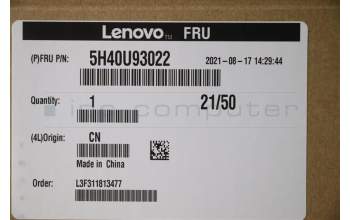 Lenovo™ FRU
(P)FRU P/N: 5H40U93022 2021-08-17 14:29:44
Quantity: 1 21/50
(4L)Origin: CN
Made in China
Order: L3F311813477